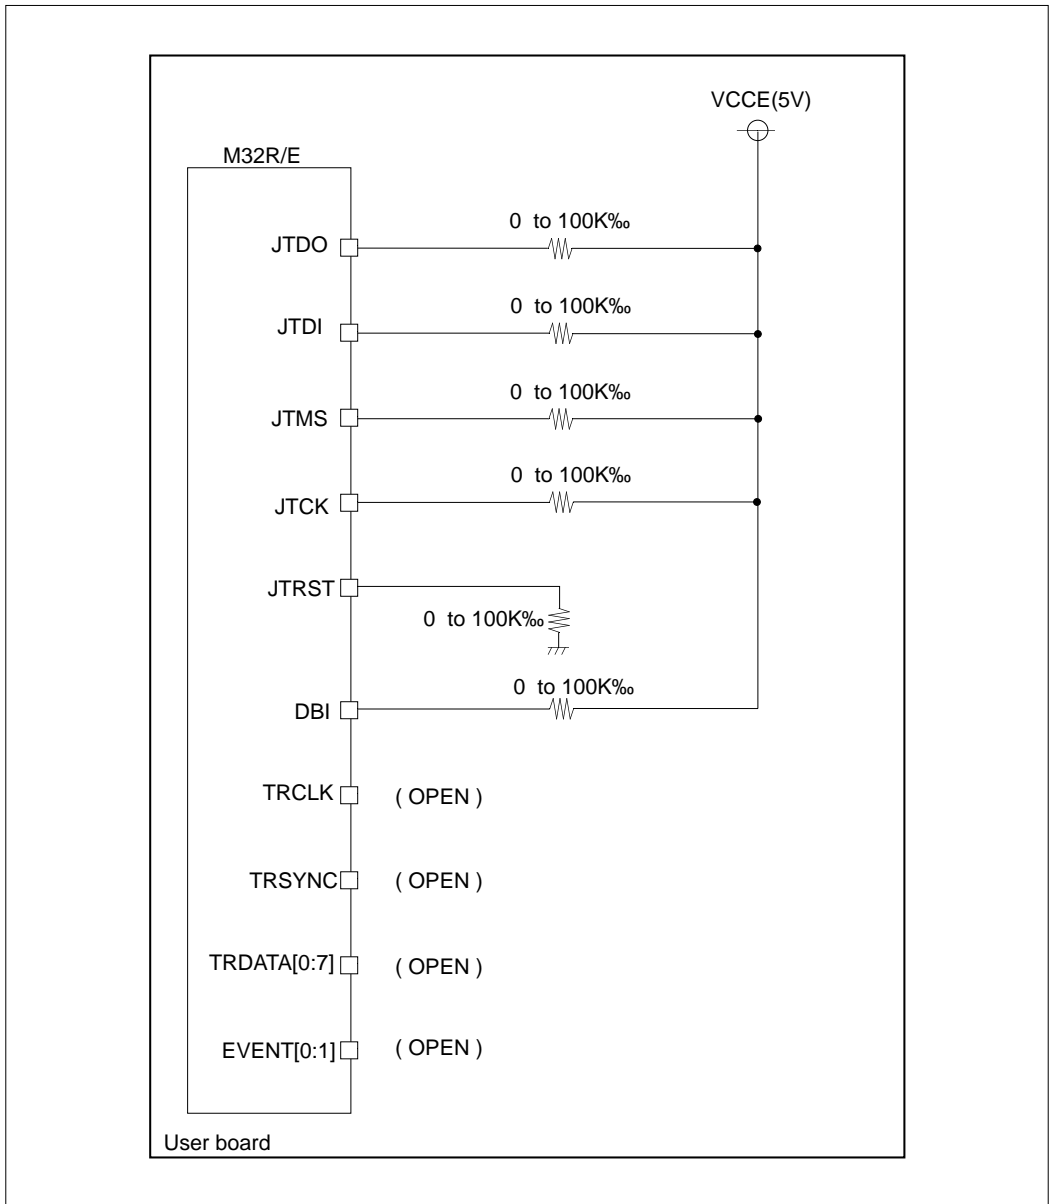 VCCE(5V)
M32R/E
0 to 100K‰
JTDO
0 to 100K‰
JTDI
0 to 100K‰
JTMS
0 to 100K‰
JTCK
JTRST
0 to 100K‰
0 to 100K‰
DBI
TRCLK ( OPEN )
TRSYNC ( OPEN )
TRDATA[0:7] ( OPEN )
EVENT[0:1] ( OPEN )
User board